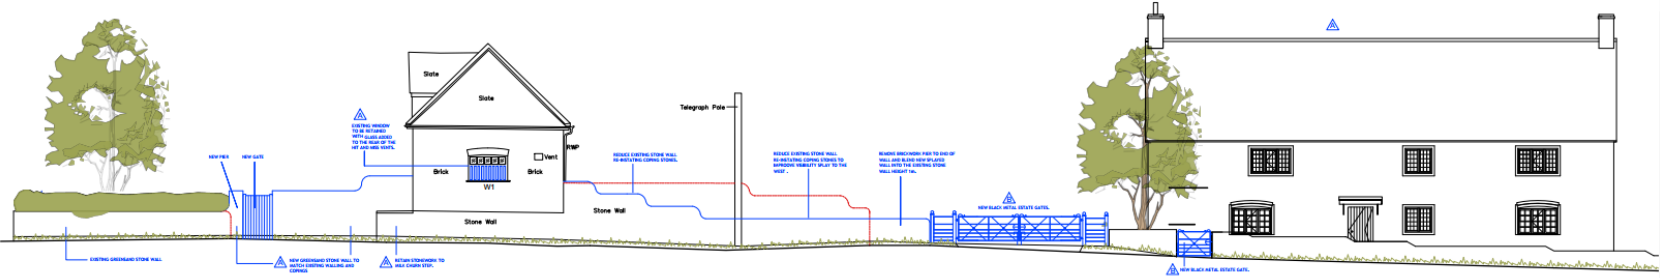 A
Slate
Slate
Telegraph Pole
A
EXISTING WINDOW
TO BE RETAINED
WITH GLASS ADDED
TO THE REAR OF THE
HIT AND MISS VENTS.
RWP
NEW PIER
NEW GATE
Vent
REDUCE EXISTING STONE WALL
RE-INSTATING COPING STONES.
REDUCE EXISTING STONE WALL
RE-INSTATING COPING STONES TO
IMPROVE VISIBILITY SPLAY TO THE
WEST .
REMOVE BRICKWORK PIER TO END OF
WALL AND BLEND NEW SPLAYED
WALL INTO THE EXISTING STONE
WALL HEIGHT 1m.
Brick
Brick
W1
B
NEW BLACK METAL ESTATE GATES.
Stone Wall
Stone Wall
EXISTING GREENSAND STONE WALL
A
NEW GREENSAND STONE WALL TO
MATCH EXISTING WALLING AND
COPINGS
A
RETAIN STONEWORK TO
MILK CHURN STEP.
B
NEW BLACK METAL ESTATE GATE.